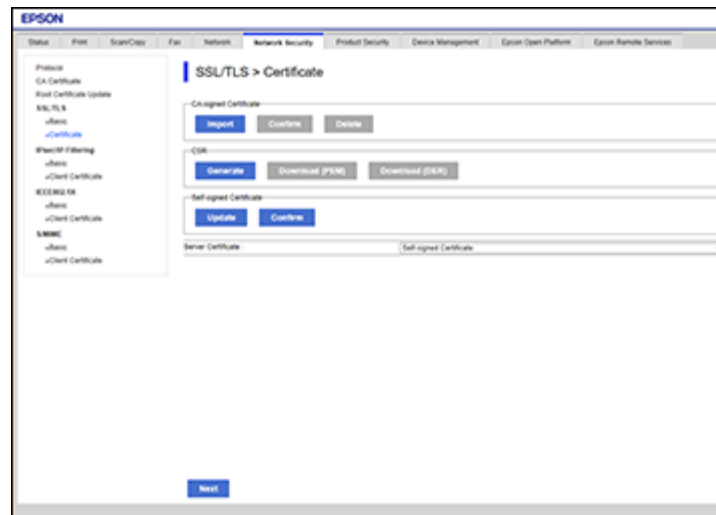 EPSON
Status Print Scan/Copy Fax Network Network Security Product Security Device Management Epson Open Platform Epson Remote Services
Protocol
CA Certificate
Root Certificate Update
SSL/TLS
»Basic
»Certificate
IPsec/IP Filtering
»Basic
»Client Certificate
IEEE802.1X
»Basic
»Client Certificate
S/MIME
»Basic
»Client Certificate
SSL/TLS > Certificate
CA-signed Certificate
Import Confirm Delete
CSR
Generate Download (PEM) Download (DER)
Self-signed Certificate
Update Confirm
Server Certificate : Self-signed Certificate
Next